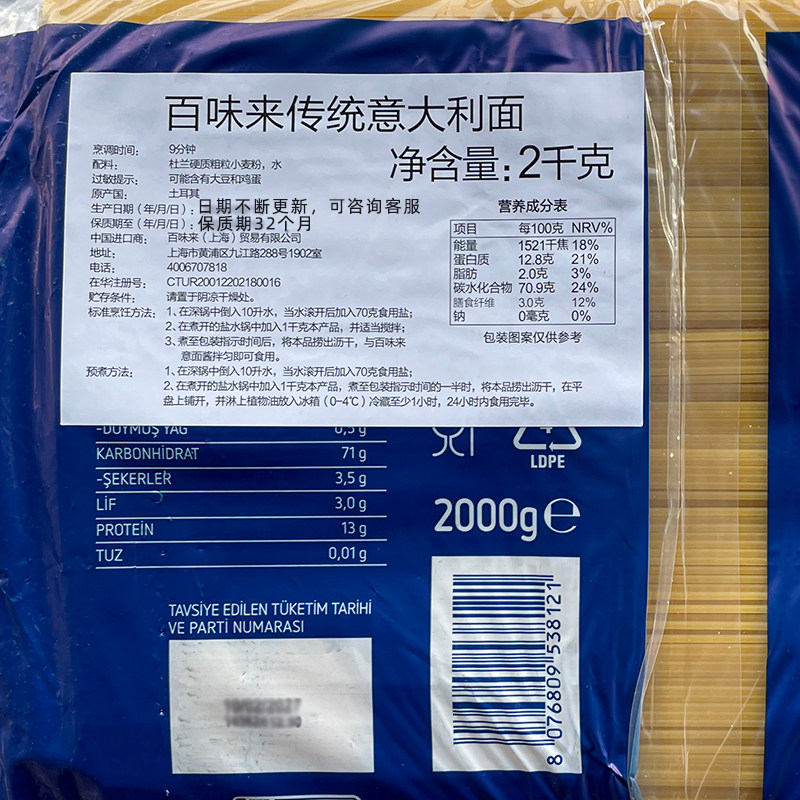 百味来传统意大利面
净含量：2千克
烹调时间： 9分钟
配料： 杜兰硬质粗粒小麦粉，水
过敏提示： 可能含有大豆和鸡蛋
原产国： 土耳其
生产日期（年/月/日）: 日期不断更新，可咨询客服
保质期至（年/月/日）: 保质期32个月
中国进口商： 百味来（上海）贸易有限公司
地址： 上海市黄浦区九江路288号1902室
电话： 4006707818
在华注册号： CTUR20012202180016
贮存条件： 请置于阴凉干燥处。
标准烹饪方法： 1、在深锅中倒入10升水，当水滚开后加入70克食用盐；
2、在煮开的盐水锅中加入1千克本产品，并适当搅拌；
3、煮至包装指示时间后，将本品捞出沥干，与百味来
意面酱拌匀即可食用。
预煮方法： 1、在深锅中倒入10升水，当水滚开后加入70克食用盐；
2、在煮开的盐水锅中加入1千克本产品，煮至包装指示时间的一半时，将本品捞出沥干，在平
盘上铺开，并淋上植物油放入冰箱（0-4℃）冷藏至少1小时，24小时内食用完毕。
营养成分表
项目 每100克 NRV%
能量 1521千焦 18%
蛋白质 12.8克 21%
脂肪 2.0克 3%
碳水化合物 70.9克 24%
膳食纤维 3.0克 12%
钠 0毫克 0%
包装图案仅供参考
-DOYMUŞ YAĞ 0,5 g
KARBONHİDRAT 71 g
-ŞEKERLER 3,5 g
LİF 3,0 g
PROTEİN 13 g
TUZ 0,01 g
4
LDPE
2000g e
TAVSİYE EDİLEN TÜKETİM TARİHİ
VE PARTİ NUMARASI
8 076809 538121